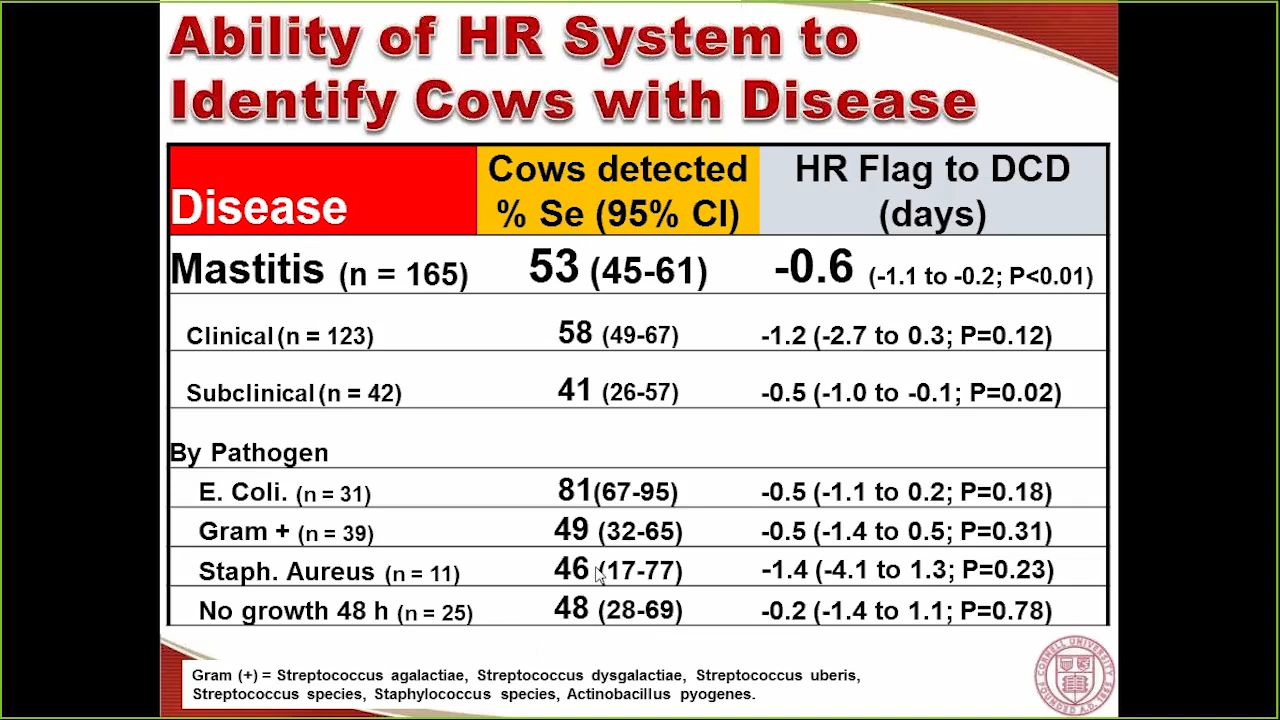 Ability of HR System to
Identify Cows with Disease
Disease
Cows detected
% Se (95% CI)
HR Flag to DCD
(days)
Mastitis (n = 165) 53 (45-61) -0.6 (-1.1 to -0.2; P<0.01)
Clinical (n = 123) 58 (49-67) -1.2 (-2.7 to 0.3; P=0.12)
Subclinical (n = 42) 41 (26-57) -0.5 (-1.0 to -0.1; P=0.02)
By Pathogen
E. Coli. (n = 31) 81(67-95) -0.5 (-1.1 to 0.2; P=0.18)
Gram + (n = 39) 49 (32-65) -0.5 (-1.4 to 0.5; P=0.31)
Staph. Aureus (n = 11) 46 (17-77) -1.4 (-4.1 to 1.3; P=0.23)
No growth 48 h (n = 25) 48 (28-69) -0.2 (-1.4 to 1.1; P=0.78)
Gram (+) = Streptococcus agalactiae, Streptococcus dysgalactiae, Streptococcus uberis,
Streptococcus species, Staphylococcus species, Actinobacillus pyogenes.
CORNELL UNIVERSITY
FOUNDED A.D. 1865